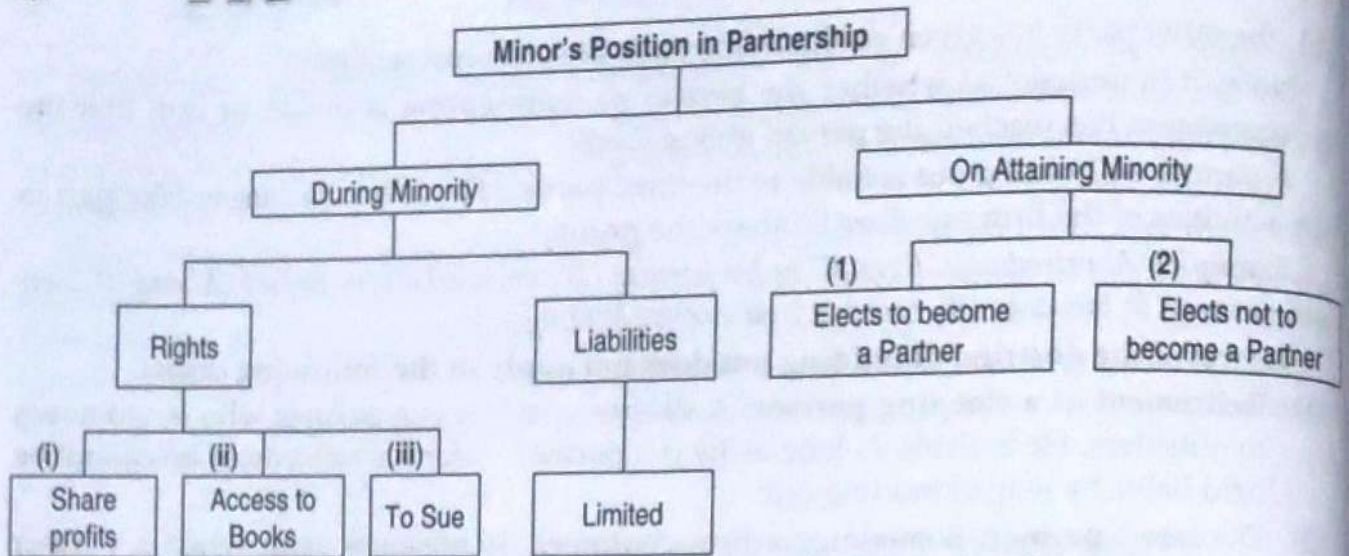 Minor's Position in Partnership
During Minority
On Attaining Minority
Rights
Liabilities
(1)
Elects to become
a Partner
(2)
Elects not to
become a Partner
(i)
Share
profits
(ii)
Access to
Books
(iii)
To Sue
Limited